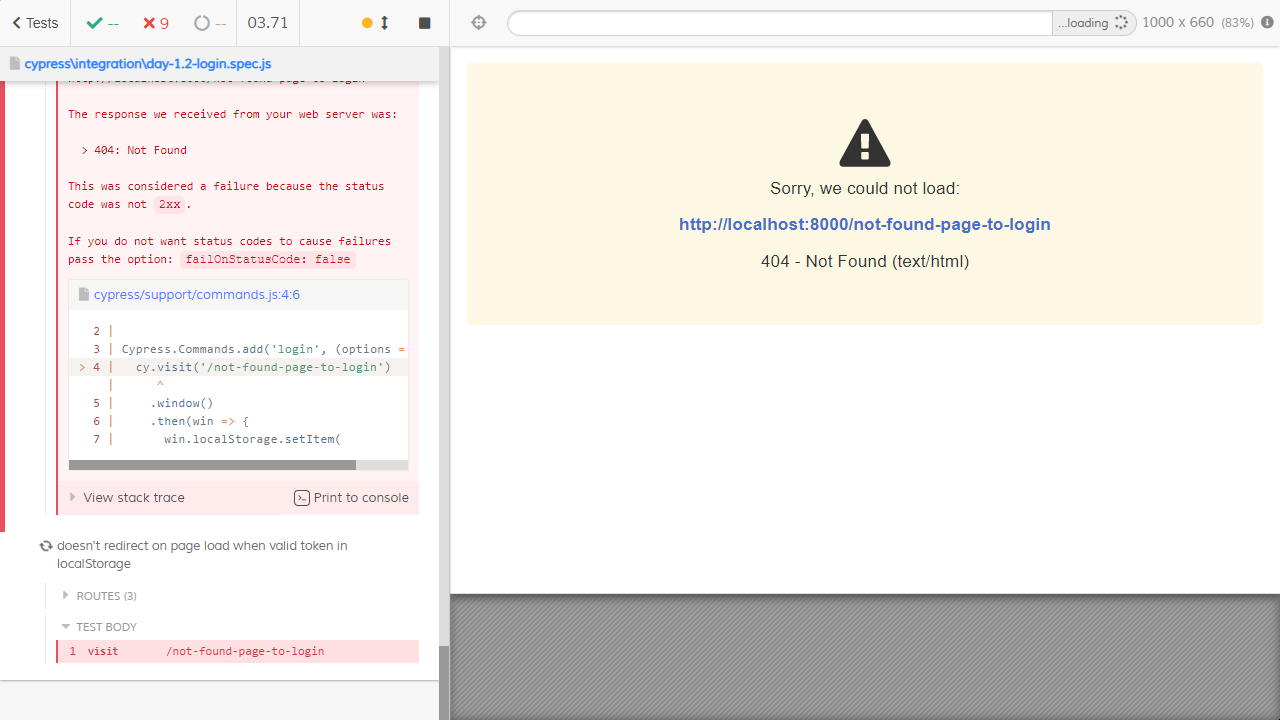 Tests
--
9
--
03.71
...loading
1000 x 660 (83%)
cypress\integration\day-1.2-login.spec.js
The response we received from your web server was:
> 404: Not Found
This was considered a failure because the status
code was not 2xx.
If you do not want status codes to cause failures
pass the option: failOnStatusCode: false
cypress/support/commands.js:4:6
2 |
3 | Cypress.Commands.add('login', (options =
> 4 | cy.visit('/not-found-page-to-login')
| ^
5 | .window()
6 | .then(win => {
7 | win.localStorage.setItem(
View stack trace
Print to console
doesn't redirect on page load when valid token in
localStorage
ROUTES (3)
TEST BODY
1 visit /not-found-page-to-login
Sorry, we could not load:
http://localhost:8000/not-found-page-to-login
404 - Not Found (text/html)